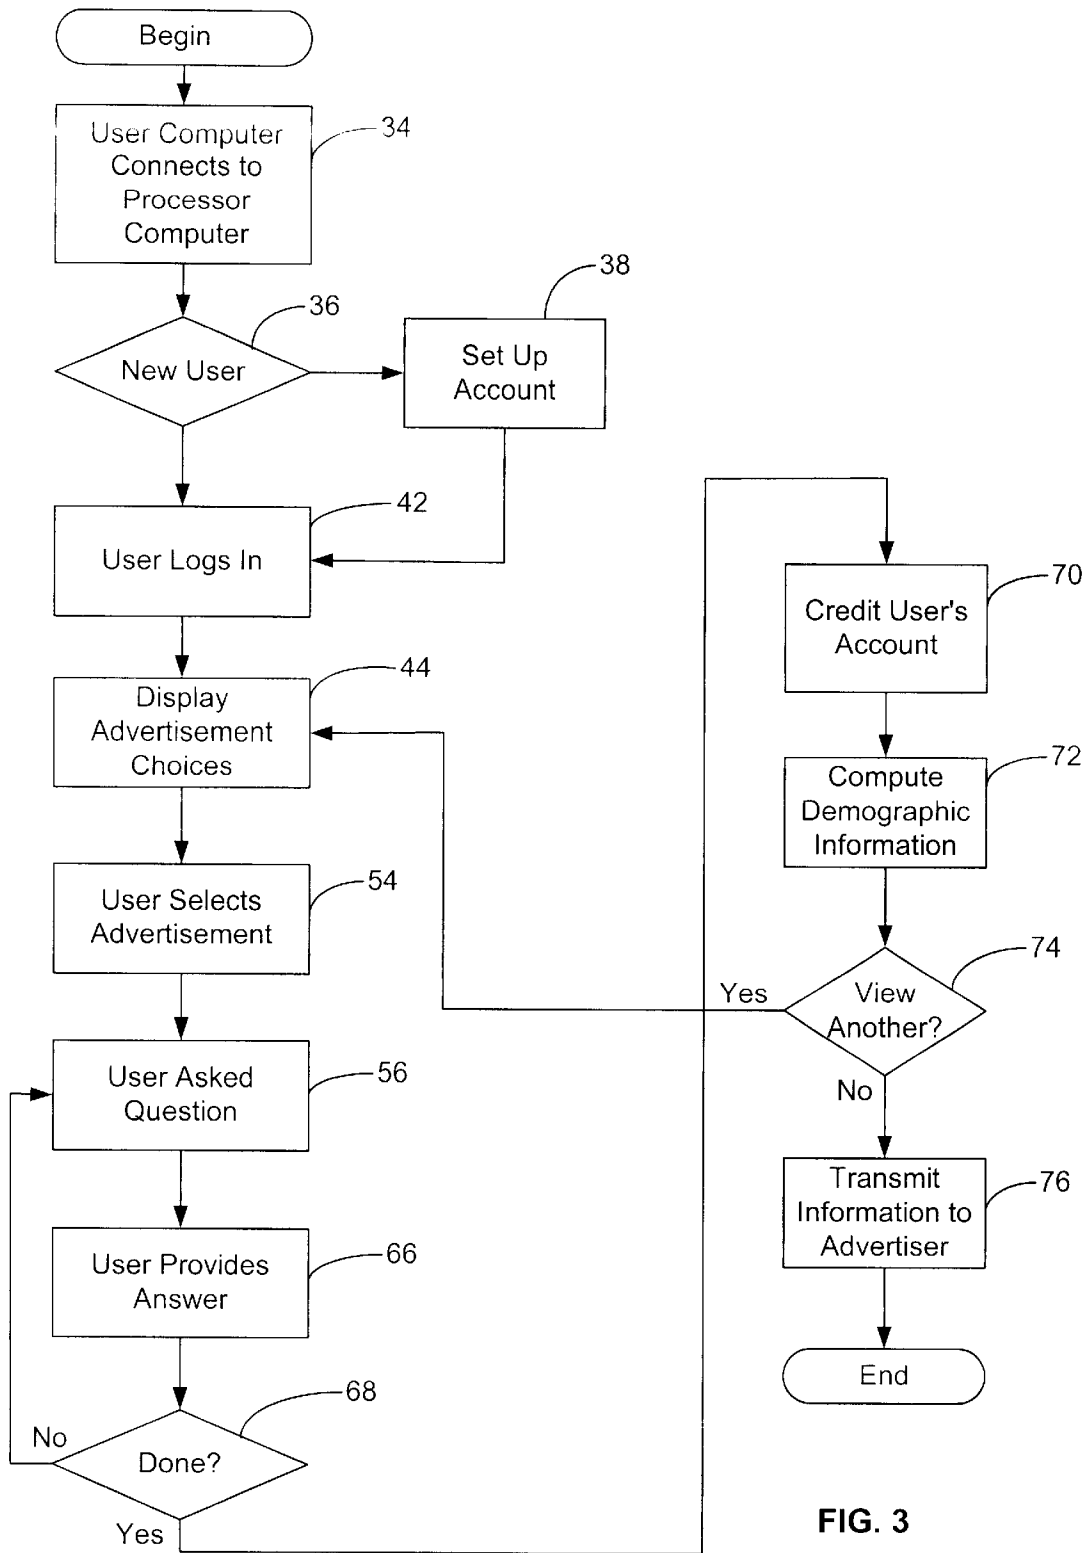 Begin
User Computer
Connects to
Processor
Computer
34
36
New User
38
Set Up
Account
42
User Logs In
44
Display
Advertisement
Choices
54
User Selects
Advertisement
56
User Asked
Question
66
User Provides
Answer
68
No
Done?
Yes
70
Credit User's
Account
72
Compute
Demographic
Information
74
Yes
View
Another?
No
76
Transmit
Information to
Advertiser
End
FIG. 3